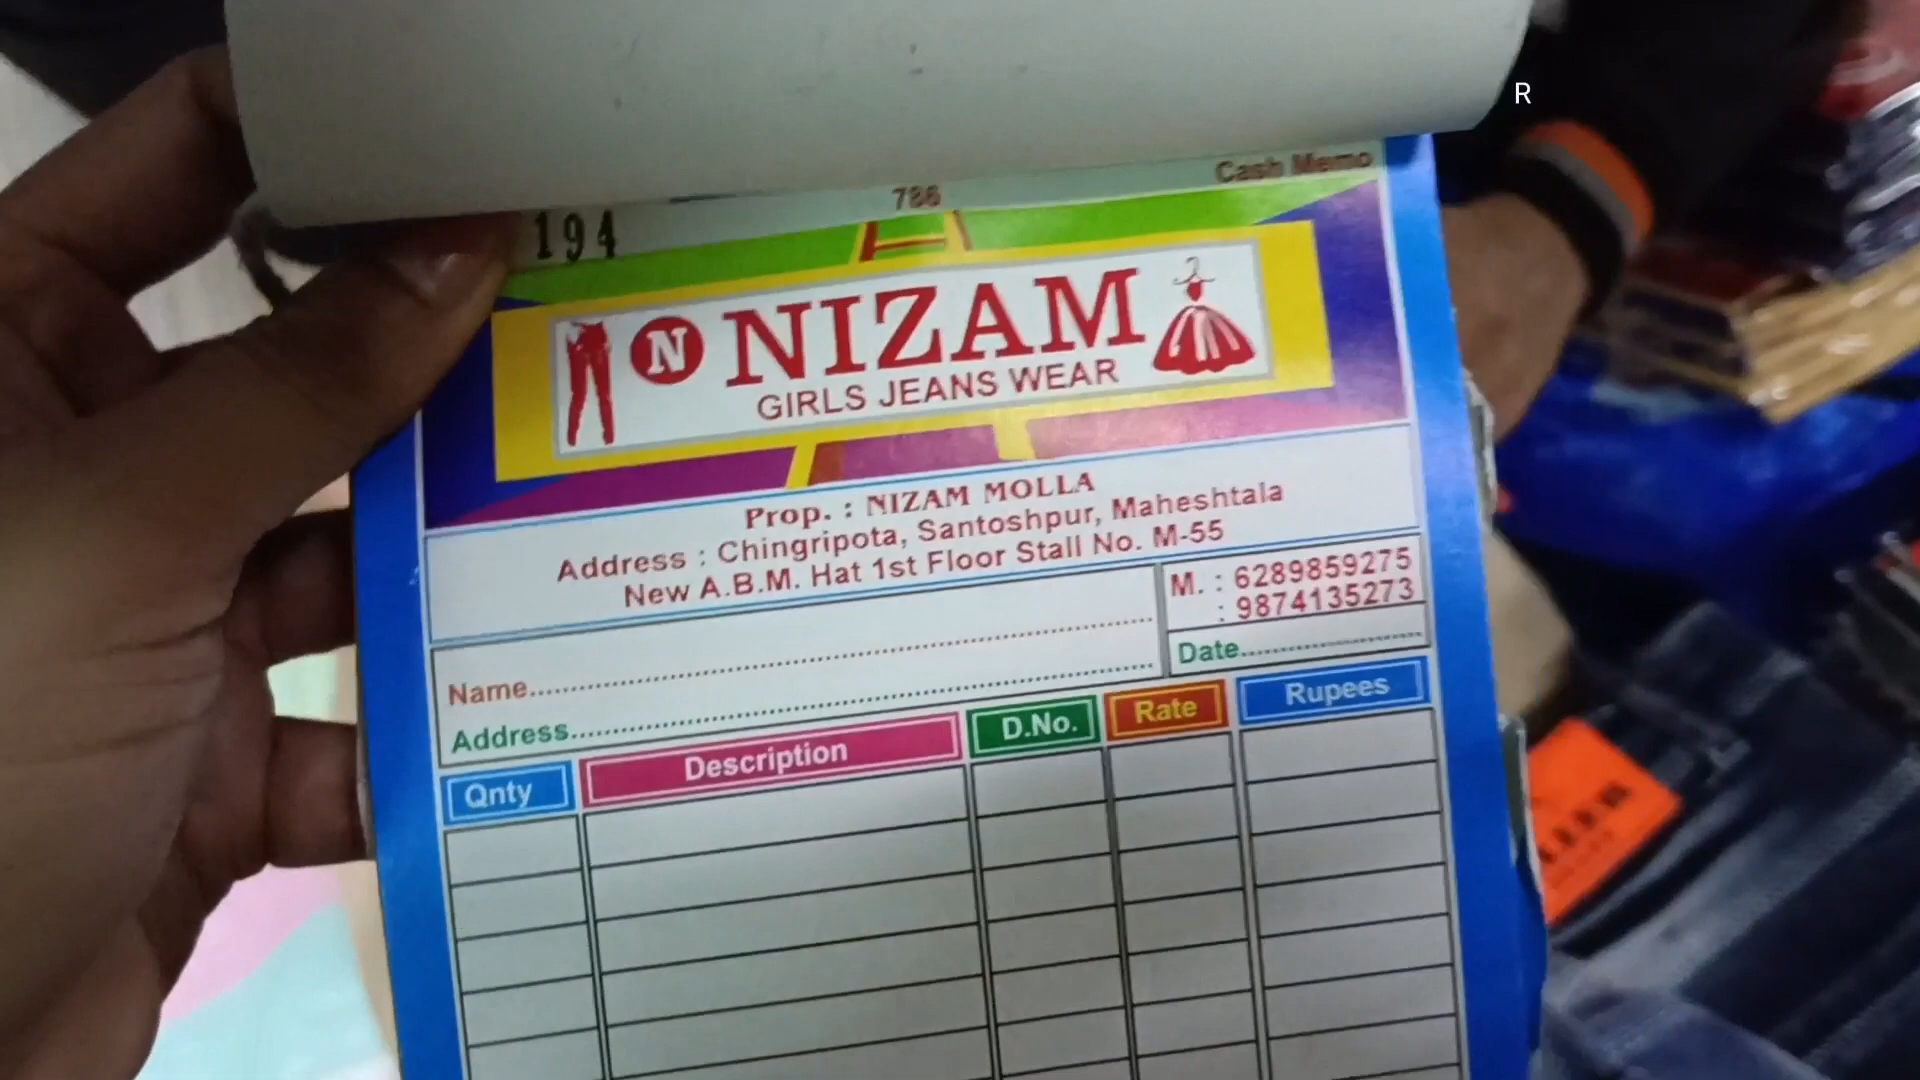 R
Cash Memo
786
194
N NIZAM
GIRLS JEANS WEAR
Prop. : NIZAM MOLLA
Address : Chingripota, Santoshpur, Maheshtala
New A.B.M. Hat 1st Floor Stall No. M-55
M. : 6289859275
: 9874135273
Name
Date
Address
Qnty Description D.No. Rate Rupees